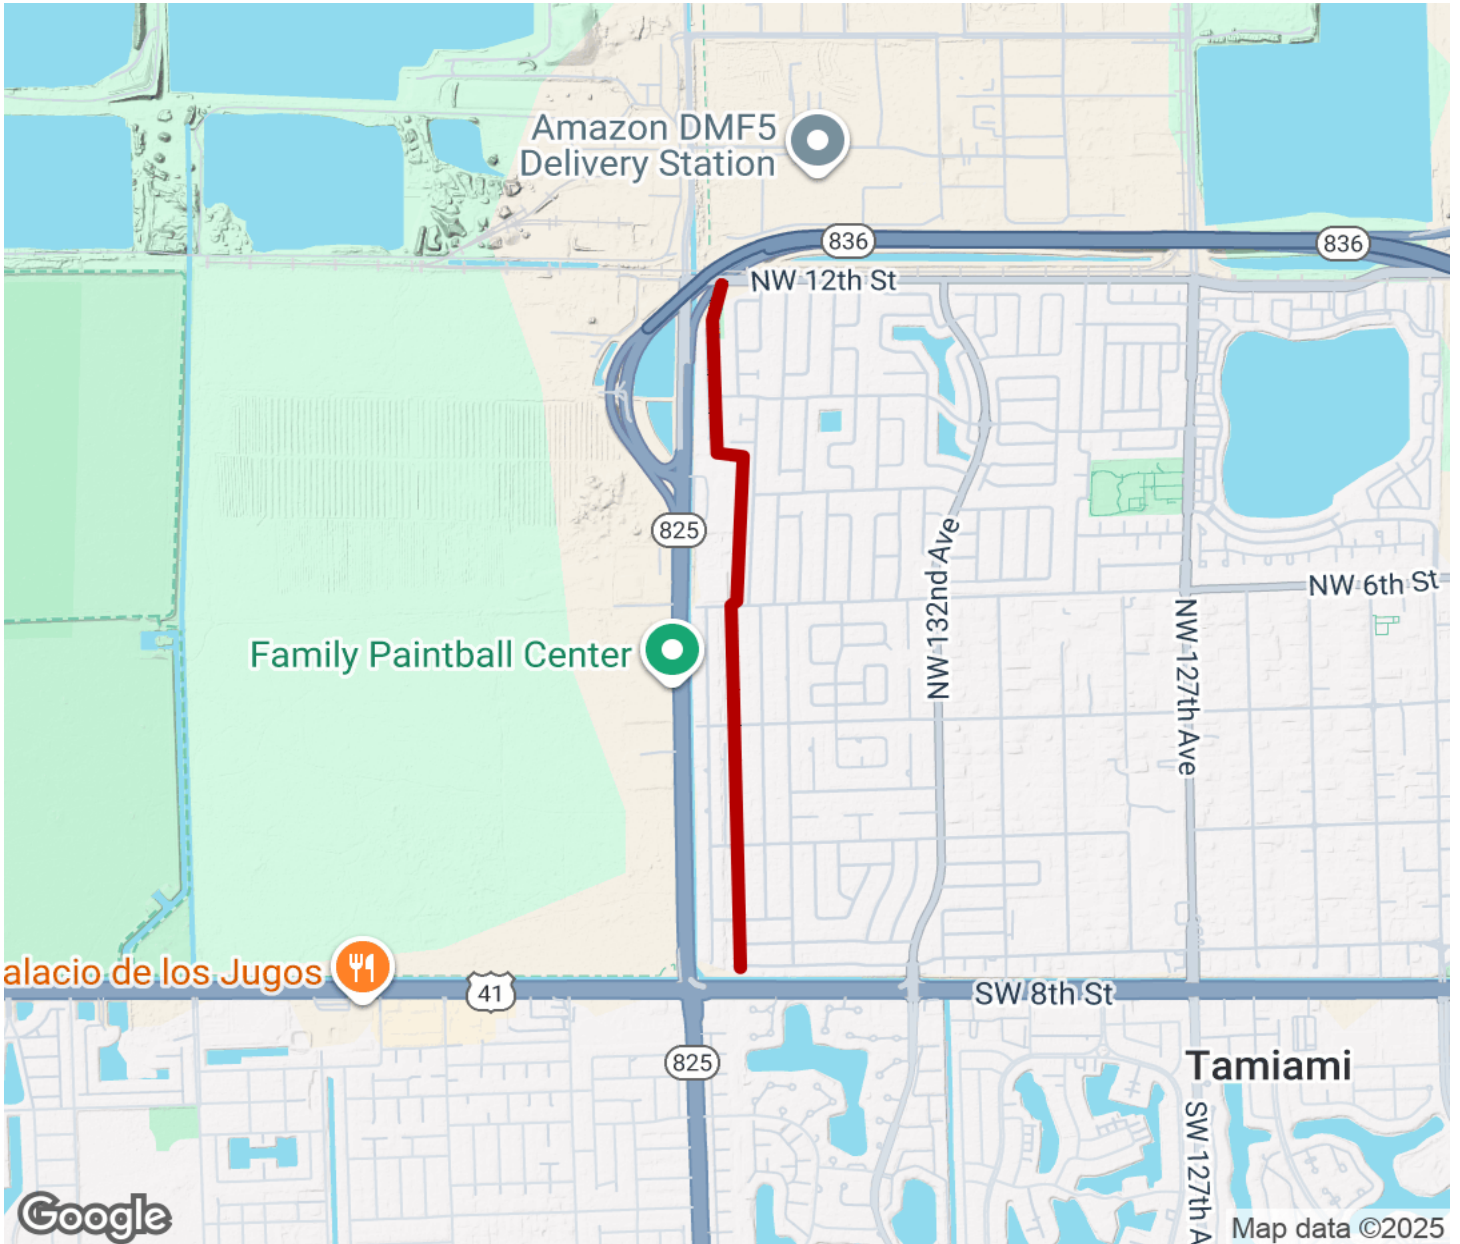 Amazon DMF5
Delivery Station
836
836
NW 12th St
825
NW 132nd Ave
NW 6th St
NW 127th Ave
Family Paintball Center
alacio de los Jugos
41
SW 8th St
825
Tamiami
SW 127th A
Google
Map data ©2025